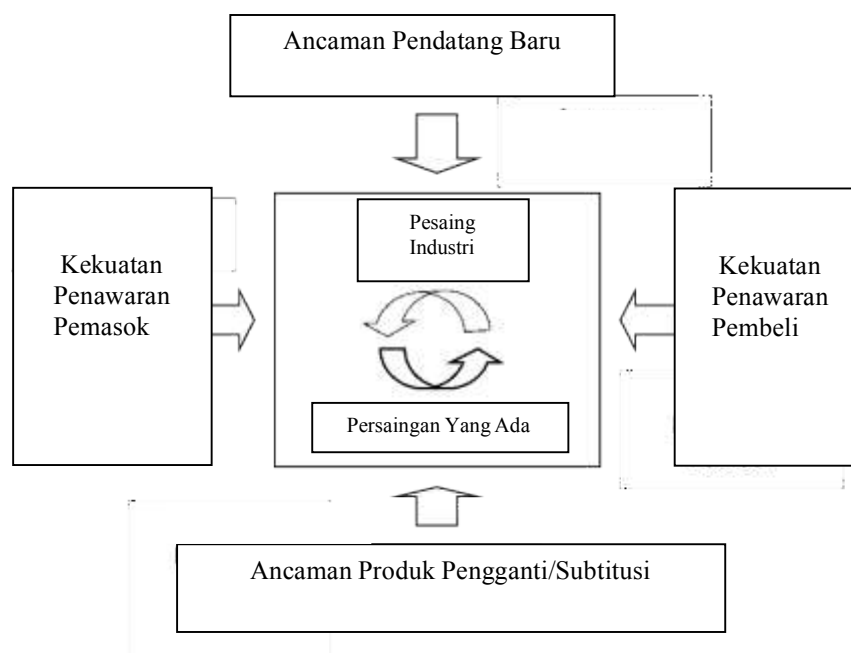 Ancaman Pendatang Baru
Pesaing
Industri
Kekuatan
Penawaran
Pemasok
Kekuatan
Penawaran
Pembeli
Persaingan Yang Ada
Ancaman Produk Pengganti/Subtitusi